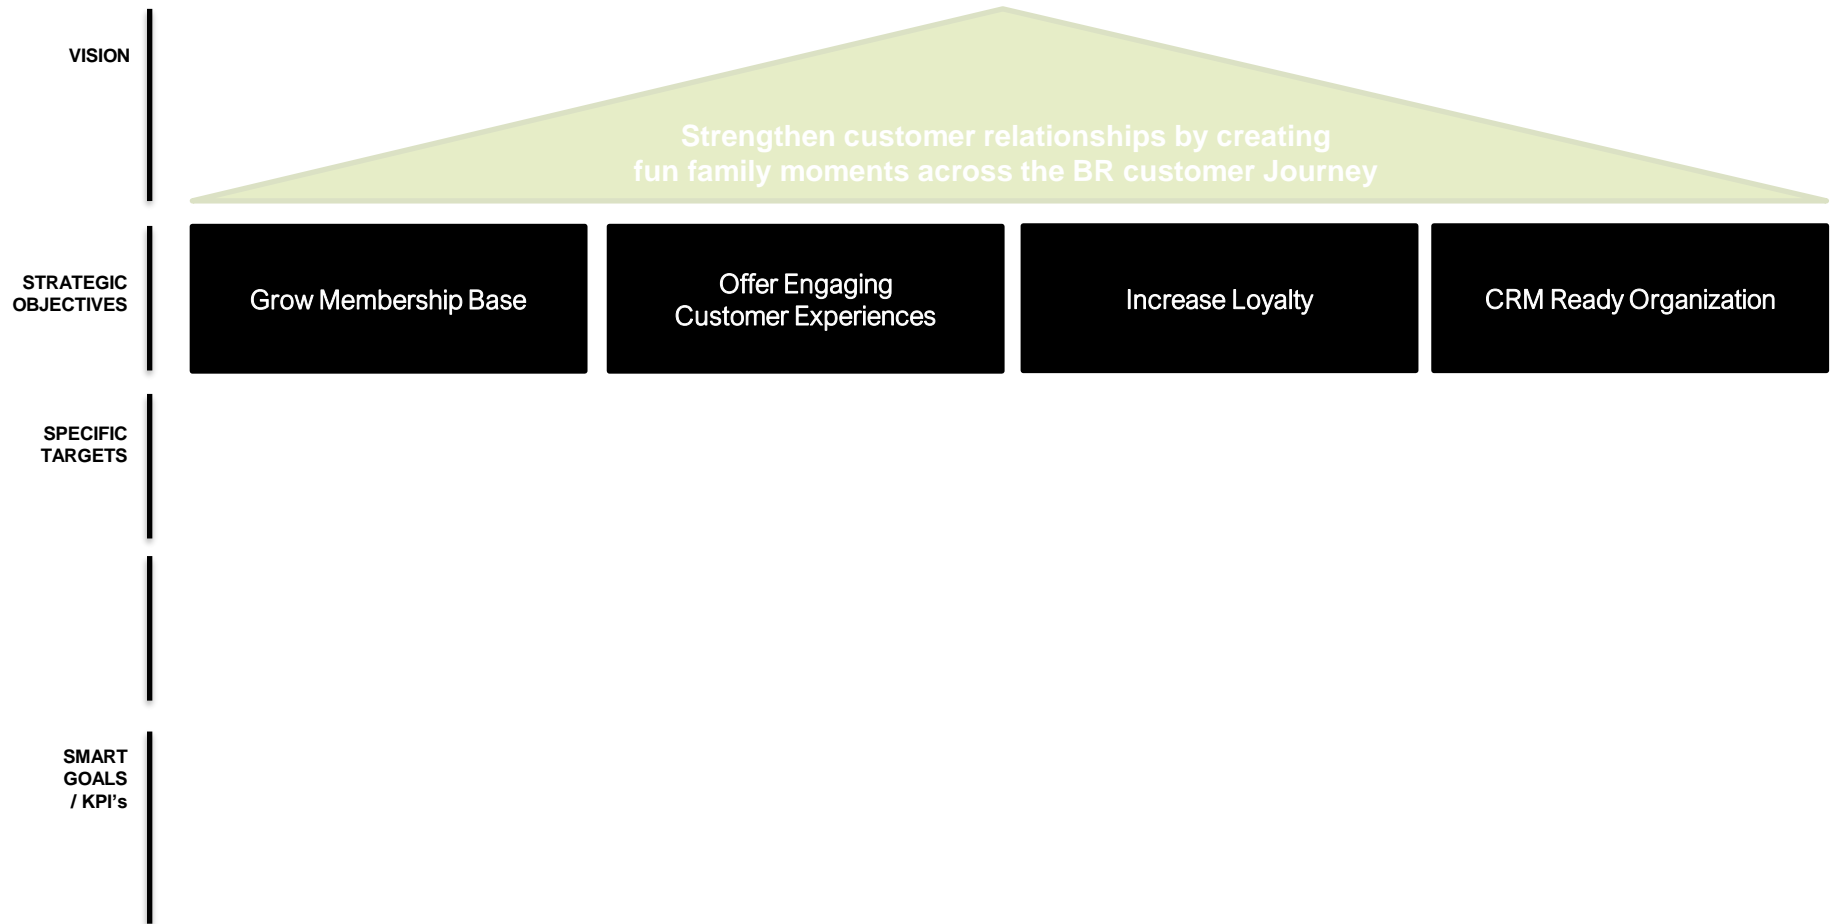 VISION
Strengthen customer relationships by creating
fun family moments across the BR customer Journey
STRATEGIC
OBJECTIVES
Grow Membership Base
Offer Engaging
Customer Experiences
Increase Loyalty
CRM Ready Organization
SPECIFIC
TARGETS
SMART
GOALS
/ KPI's